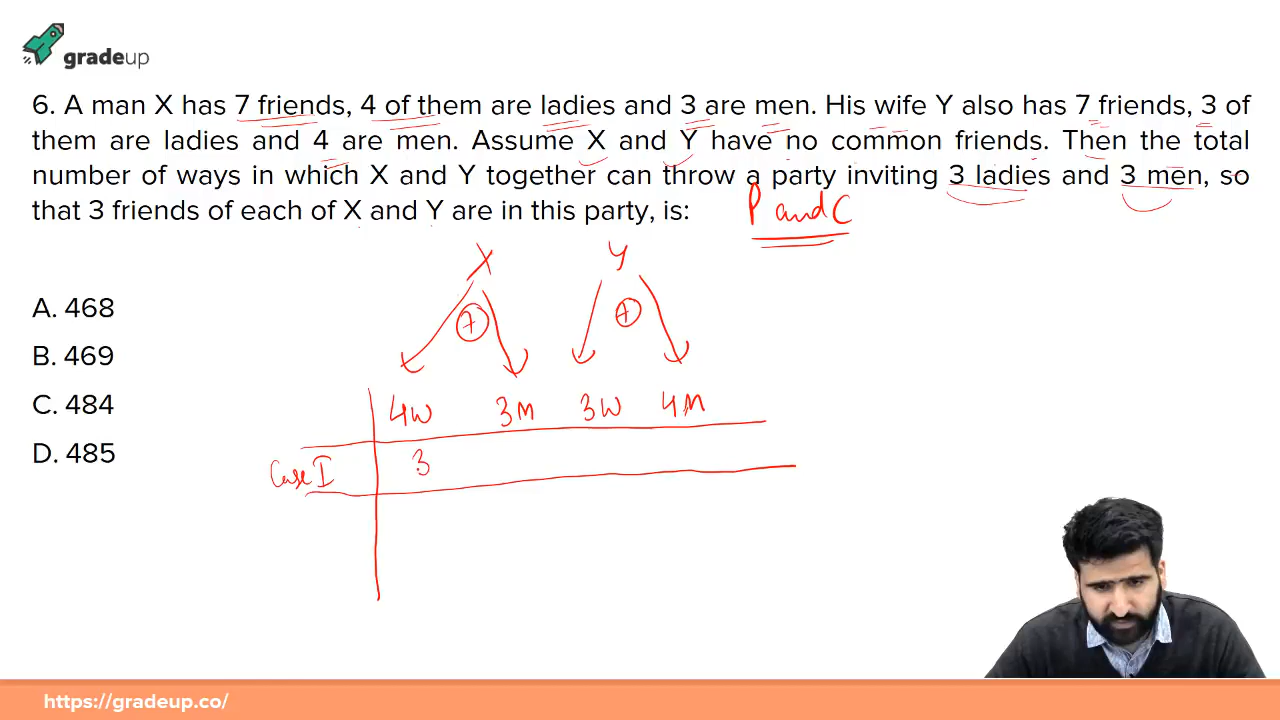 gradeup
6. A man X has 7 friends, 4 of them are ladies and 3 are men. His wife Y also has 7 friends, 3 of
them are ladies and 4 are men. Assume X and Y have no common friends. Then the total
number of ways in which X and Y together can throw a party inviting 3 ladies and 3 men, so
that 3 friends of each of X and Y are in this party, is:
P and C
X Y
7 7
A. 468
B. 469
C. 484
D. 485
4W 3M 3W 4M
Case I 3
https://gradeup.co/